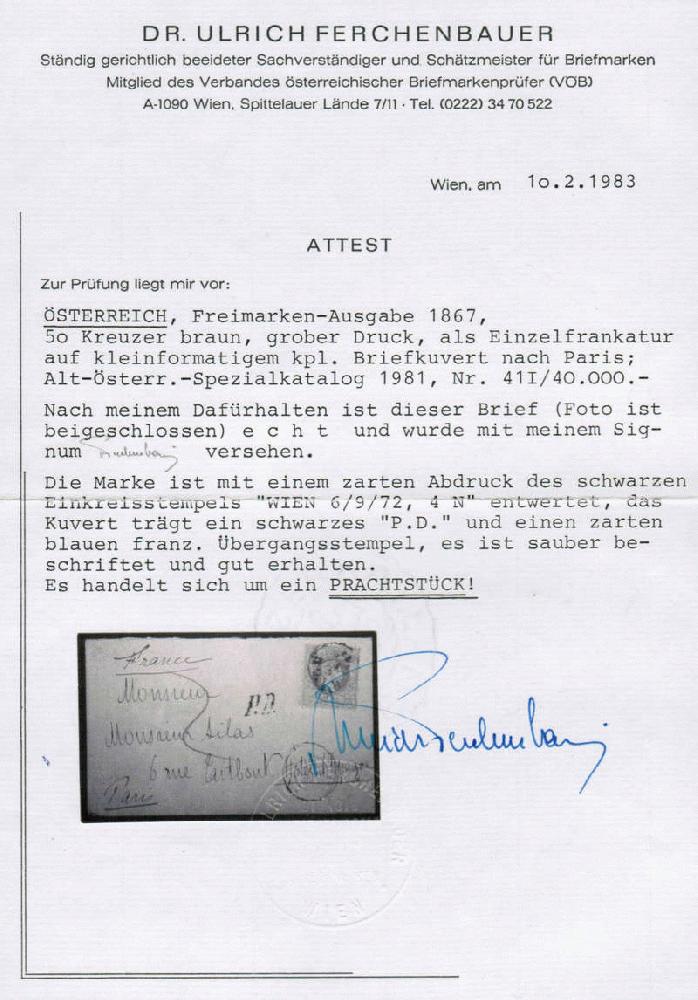 DR. ULRICH FERCHENBAUER
Ständig gerichtlich beeideter Sachverständiger und Schätzmeister für Briefmarken
Mitglied des Verbandes österreichischer Briefmarkenprüfer (VÖB)
A-1090 Wien, Spittelauer Lände 7/11 · Tel. (0222) 34 70 522
Wien, am 1o.2.1983
ATTEST
Zur Prüfung liegt mir vor:
ÖSTERREICH, Freimarken-Ausgabe 1867,
5o Kreuzer braun, grober Druck, als Einzelfrankatur
auf kleinformatigem kpl. Briefkuvert nach Paris;
Alt-Österr.-Spezialkatalog 1981, Nr. 41I/40.000.-
Nach meinem Dafürhalten ist dieser Brief (Foto ist
beigeschlossen) e c h t und wurde mit meinem Sig-
num versehen.
Die Marke ist mit einem zarten Abdruck des schwarzen
Einkreisstempels "WIEN 6/9/72, 4 N" entwertet, das
Kuvert trägt ein schwarzes "P.D." und einen zarten
blauen franz. Übergangsstempel, es ist sauber be-
schriftet und gut erhalten.
Es handelt sich um ein PRACHTSTÜCK!
France
Monsieur
P.D.
Monsieur Silas
6 rue Taitbout
Paris
WIEN